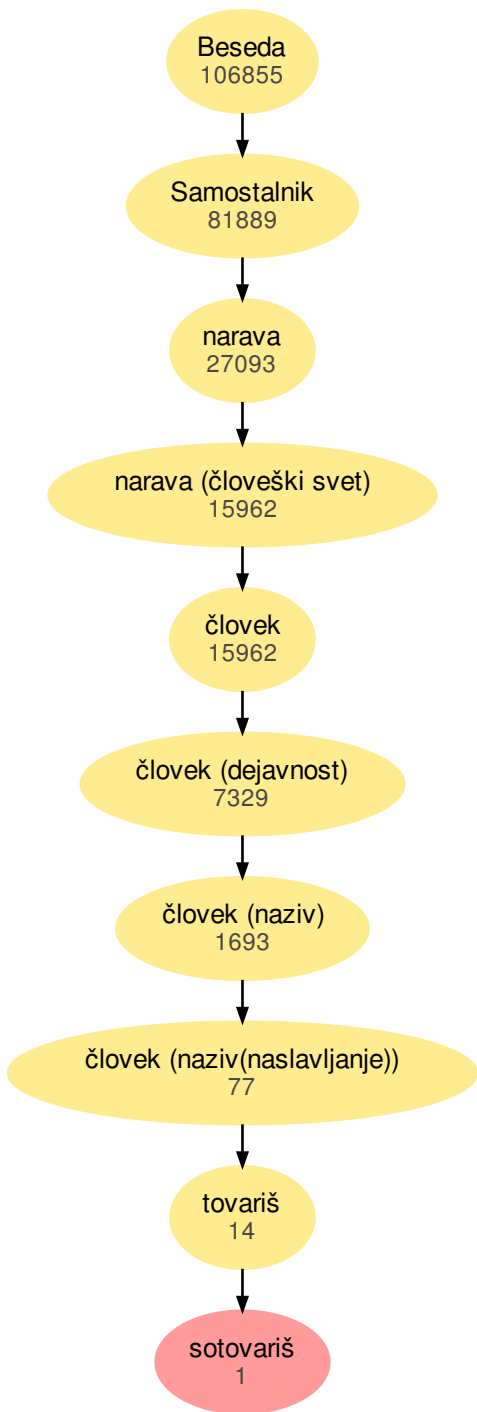 Beseda
106855
Samostalnik
81889
narava
27093
narava (človeški svet)
15962
človek
15962
človek (dejavnost)
7329
človek (naziv)
1693
človek (naziv(naslavljanje))
77
tovariš
14
sotovariš
1